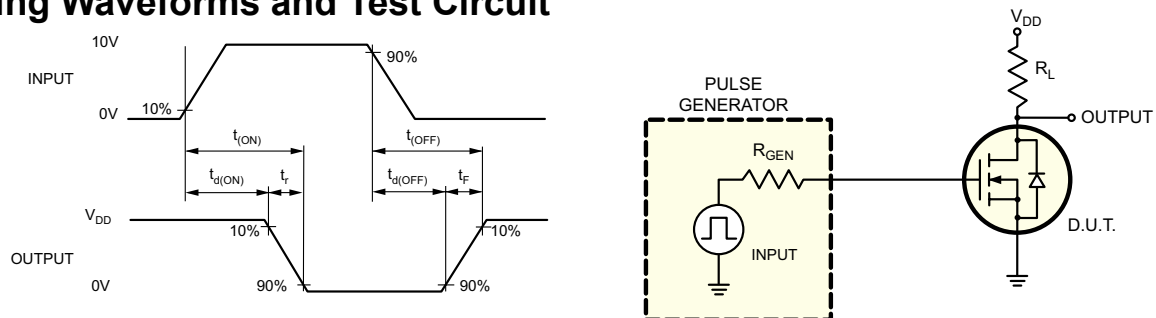 ing Waveforms and Test Circuit
10V
INPUT
0V
10%
90%
t(ON)
t(OFF)
td(ON)
tr
td(OFF)
tF
VDD
10%
10%
OUTPUT
0V
90%
90%
VDD
RL
PULSE
GENERATOR
OUTPUT
RGEN
INPUT
D.U.T.